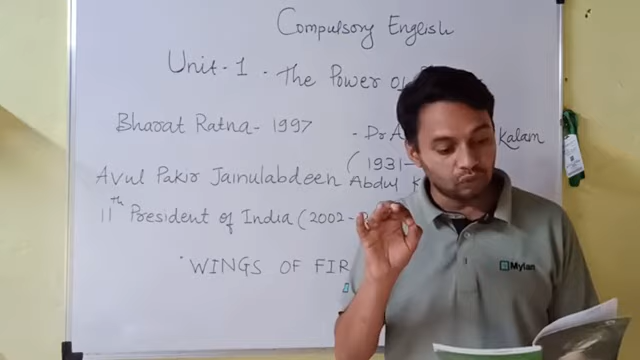 Compulsory English
Unit-1. The Power of
Bharat Ratna- 1997 - Dr A Kalam
(1931-
Avul Pakir Jainulabdeen Abdul K
11th President of India (2002-
WINGS OF FIR
Mylan